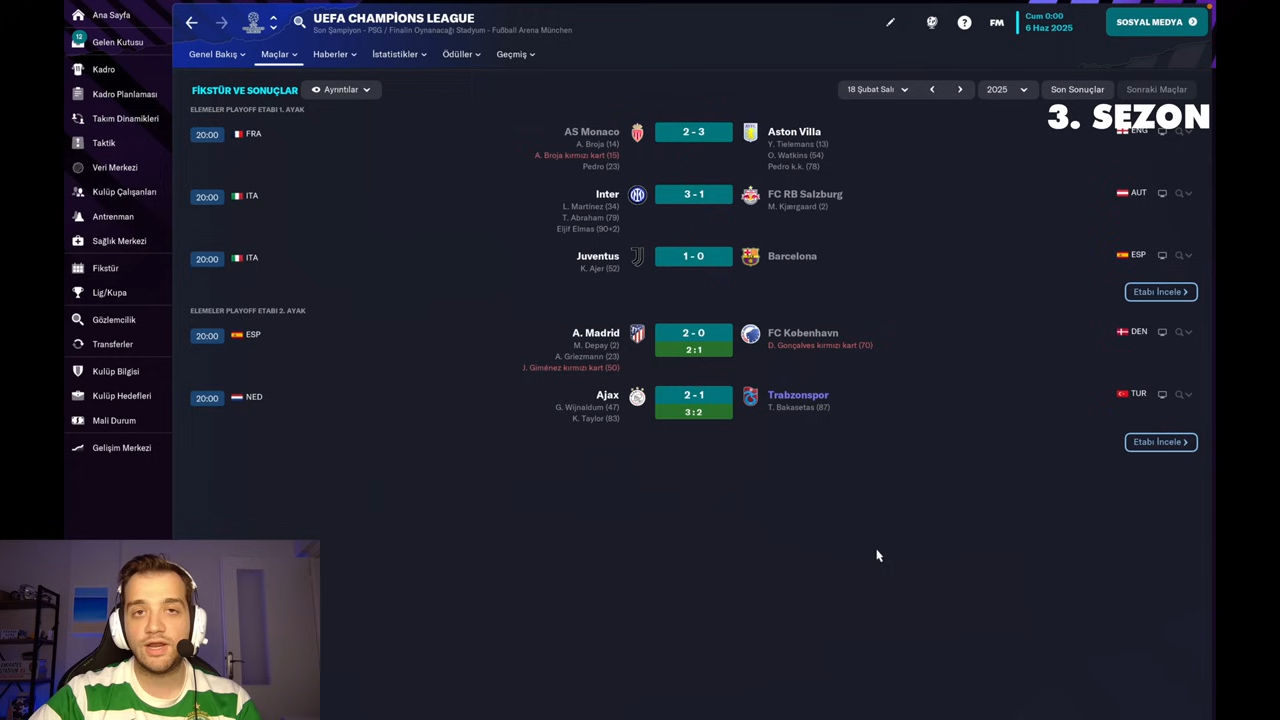 Ana Sayfa
12
Gelen Kutusu
Kadro
Kadro Planlaması
Takım Dinamikleri
Taktik
Veri Merkezi
Kulüp Çalışanları
Antrenman
Sağlık Merkezi
Fikstür
Lig/Kupa
Gözlemcilik
Transferler
Kulüp Bilgisi
Kulüp Hedefleri
Mali Durum
Gelişim Merkezi
UEFA CHAMPİONS LEAGUE
Son Şampiyon - PSG / Finalin Oynanacağı Stadyum - Fußball Arena München
FM
Cum 0:00
6 Haz 2025
SOSYAL MEDYA
Genel Bakış
Maçlar
Haberler
İstatistikler
Ödüller
Geçmiş
FİKSTÜR VE SONUÇLAR
Ayrıntılar
18 Şubat Salı
2025
Son Sonuçlar
Sonraki Maçlar
3. SEZON
ELEMELER PLAYOFF ETABI 1. AYAK
20:00 FRA AS Monaco 2 - 3 Aston Villa ENG
A. Broja (14) Y. Tielemans (13)
A. Broja kırmızı kart (15) O. Watkins (54)
Pedro (23) Pedro k.k. (78)
20:00 ITA Inter 3 - 1 FC RB Salzburg AUT
L. Martínez (34) M. Kjærgaard (2)
T. Abraham (79)
Eljif Elmas (90+2)
20:00 ITA Juventus 1 - 0 Barcelona ESP
K. Ajer (52)
Etabı İncele
ELEMELER PLAYOFF ETABI 2. AYAK
20:00 ESP A. Madrid 2 - 0 FC København DEN
M. Depay (2) 2 : 1 D. Gonçalves kırmızı kart (70)
A. Griezmann (23)
J. Giménez kırmızı kart (50)
20:00 NED Ajax 2 - 1 Trabzonspor TUR
G. Wijnaldum (47) 3 : 2 T. Bakasetas (87)
K. Taylor (83)
Etabı İncele